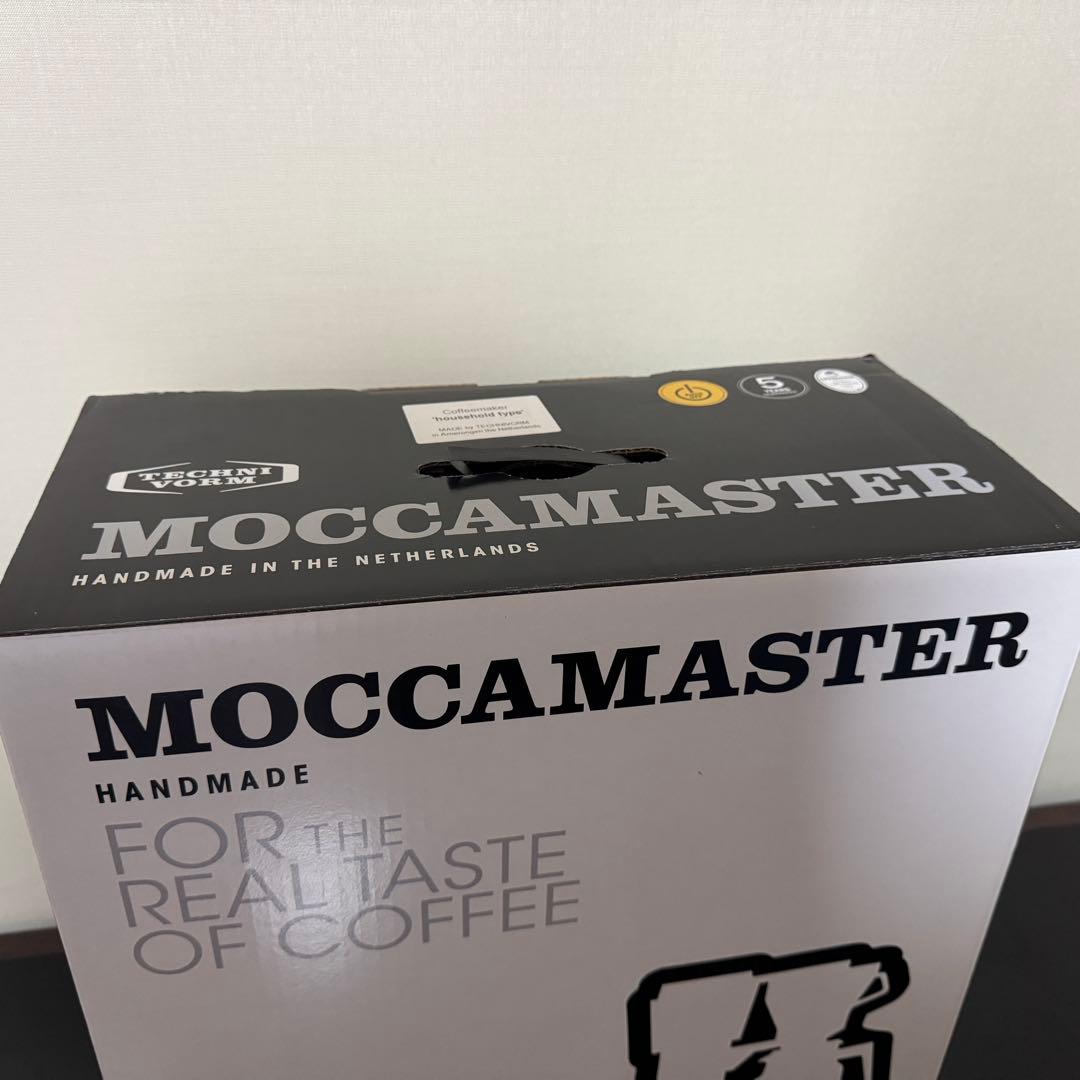 Coffeemaker
'household type'
MADE by TECHNIVORM
in Amerongen the Netherlands
5
YEARS
TECHNI
VORM
MOCCAMASTER
HANDMADE IN THE NETHERLANDS
MOCCAMASTER
HANDMADE
FOR THE
REAL TASTE
OF COFFEE